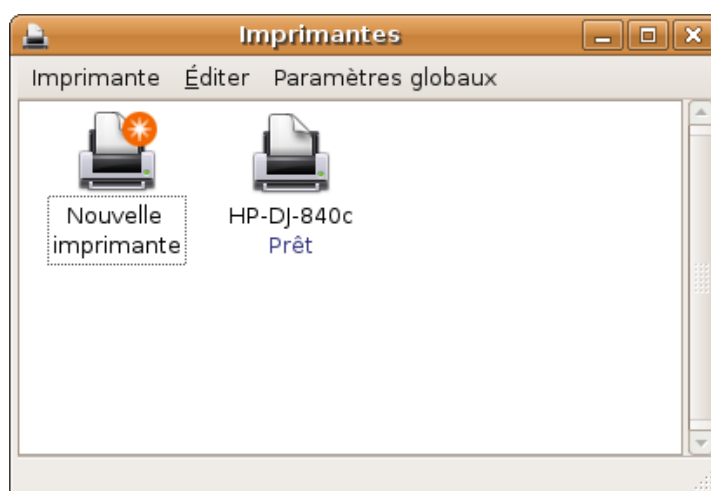 Imprimantes
Imprimante Éditer Paramètres globaux
Nouvelle
imprimante
HP-DJ-840c
Prêt